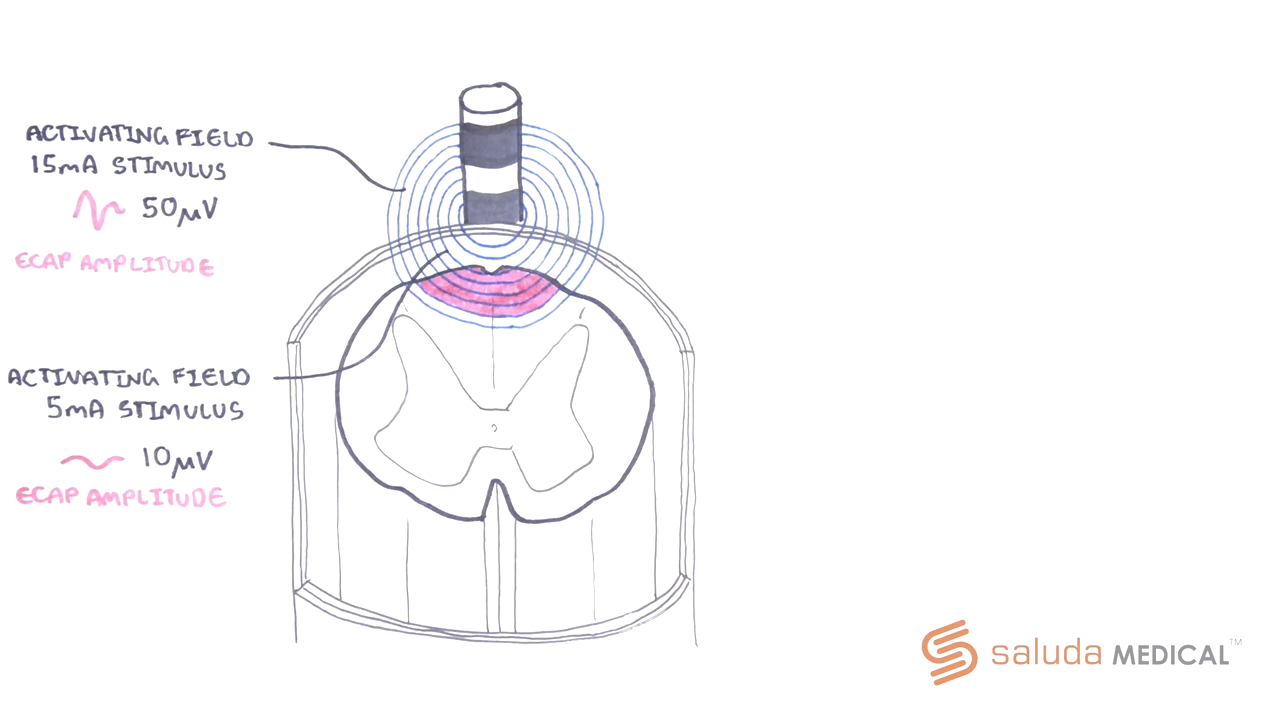 ACTIVATING FIELD
15mA STIMULUS
50µV
ECAP AMPLITUDE
ACTIVATING FIELD
5mA STIMULUS
10µV
ECAP AMPLITUDE
saluda MEDICAL™